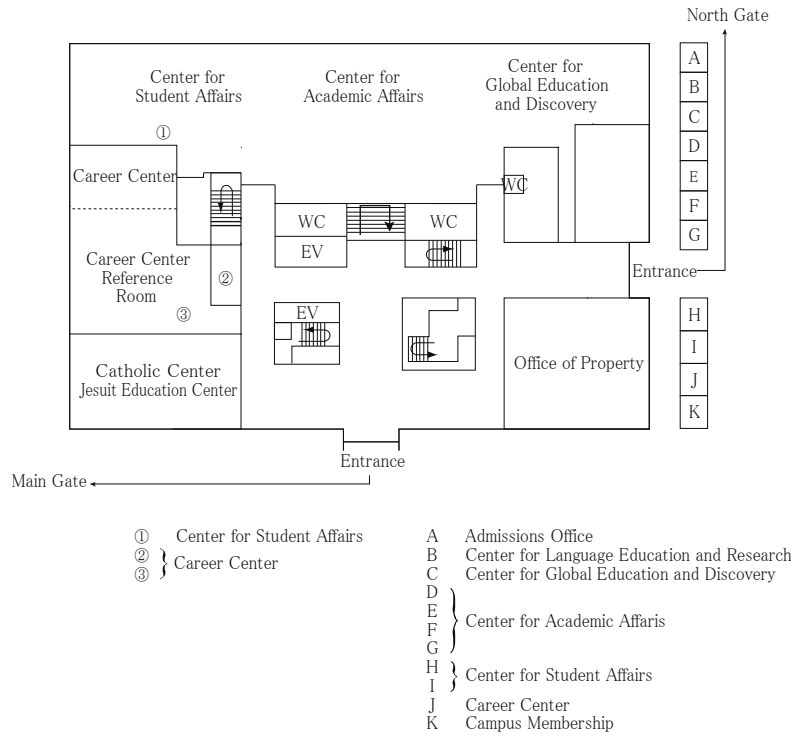 North Gate
Center for
Student Affairs
Center for
Academic Affairs
Center for
Global Education
and Discovery
A
B
C
D
E
F
G
①
Career Center
WC
WC
WC
EV
Career Center
Reference
Room
②
③
Entrance
EV
H
I
J
K
Catholic Center
Jesuit Education Center
Office of Property
Entrance
Main Gate
① Center for Student Affairs
②
③
Career Center
A Admissions Office
B Center for Language Education and Research
C Center for Global Education and Discovery
D
E
F
G
Center for Academic Affaris
H
I
Center for Student Affairs
J Career Center
K Campus Membership